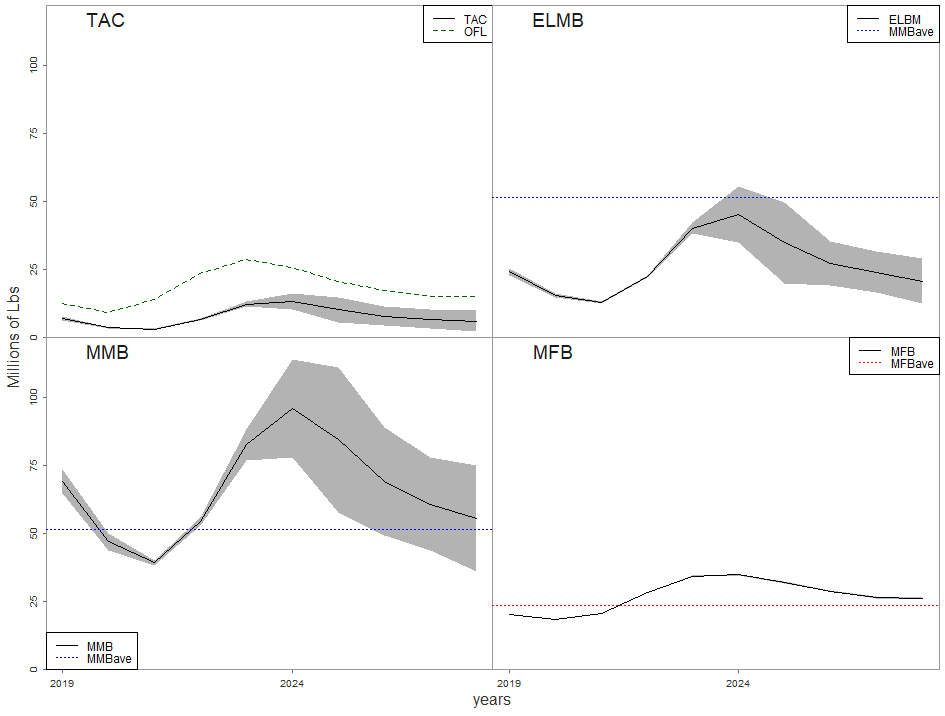 TAC
TAC
OFL
ELMB
ELBM
MMBave
100
75
50
25
0
Millions of Lbs
MMB
100
75
50
25
0
MMB
MMBave
MFB
MFB
MFBave
2019
2024
2019
2024
years